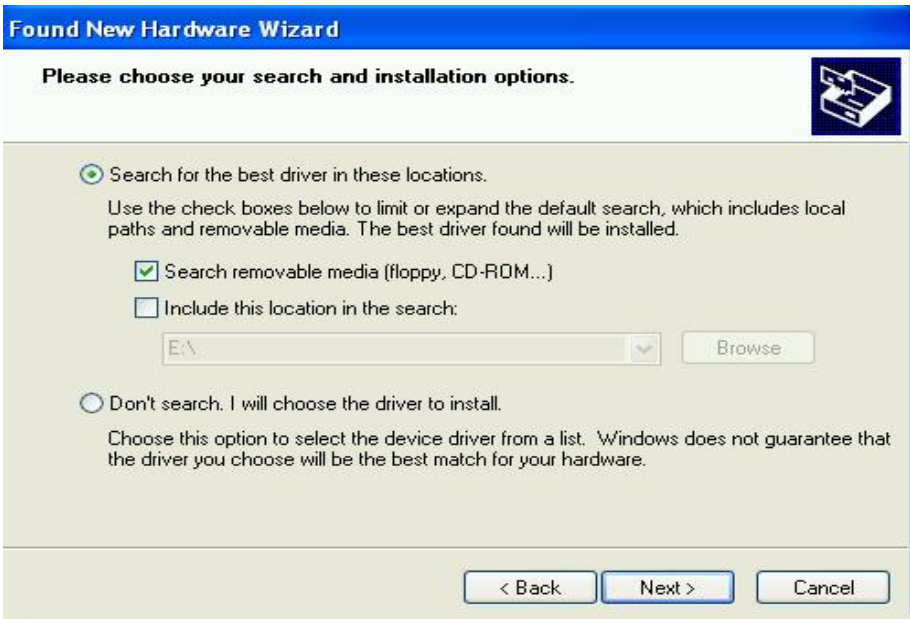 Found New Hardware Wizard
Please choose your search and installation options.
Search for the best driver in these locations.
Use the check boxes below to limit or expand the default search, which includes local
paths and removable media. The best driver found will be installed.
Search removable media (floppy, CD-ROM...)
Include this location in the search:
E:\
Browse
Don't search. I will choose the driver to install.
Choose this option to select the device driver from a list.  Windows does not guarantee that
the driver you choose will be the best match for your hardware.
< Back
Next >
Cancel